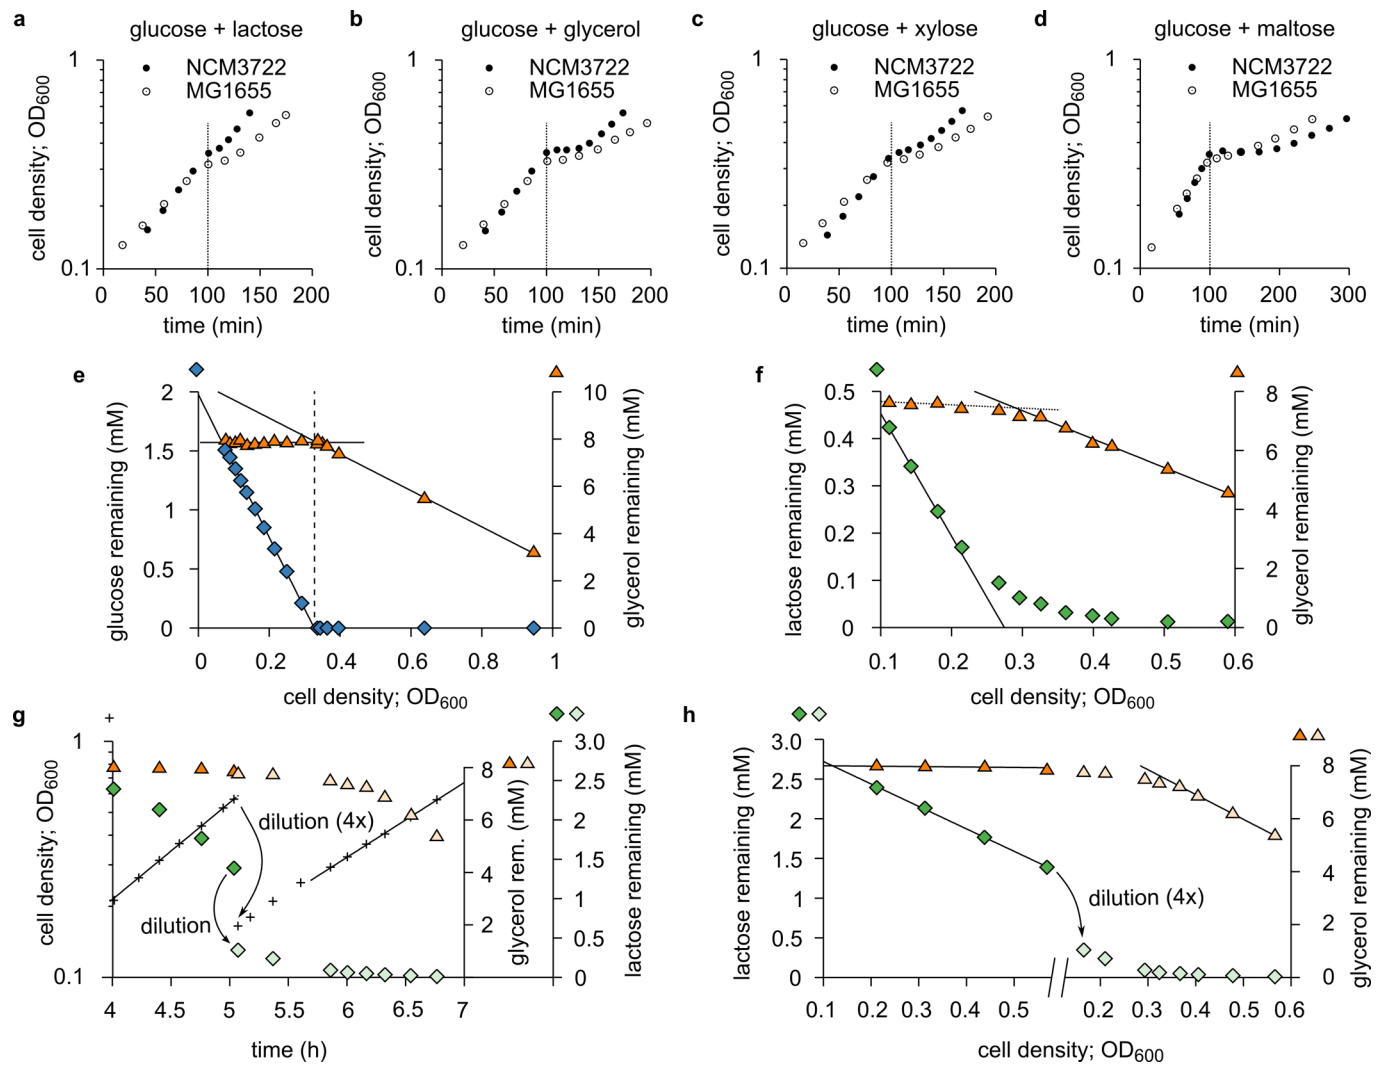 a
glucose + lactose
NCM3722
MG1655
cell density; OD600
1
0.1
0
50
100
150
200
time (min)
b
glucose + glycerol
NCM3722
MG1655
cell density; OD600
1
0.1
0
50
100
150
200
time (min)
c
glucose + xylose
NCM3722
MG1655
cell density; OD600
1
0.1
0
50
100
150
200
time (min)
d
glucose + maltose
NCM3722
MG1655
cell density; OD600
1
0.1
0
100
200
300
time (min)
e
glucose remaining (mM)
2
1.5
1
0.5
0
10
8
6
4
2
0
glycerol remaining (mM)
0
0.2
0.4
0.6
0.8
1
cell density; OD600
f
lactose remaining (mM)
0.5
0.4
0.3
0.2
0.1
0
8
6
4
2
0
glycerol remaining (mM)
0.1
0.2
0.3
0.4
0.5
0.6
cell density; OD600
g
cell density; OD600
1
0.1
dilution (4x)
dilution
8
6
4
2
glycerol rem. (mM)
3.0
2.5
2
1.5
1
0.5
0
lactose remaining (mM)
4
4.5
5
5.5
6
6.5
7
time (h)
h
lactose remaining (mM)
3.0
2.5
2
1.5
1
0.5
0
dilution (4x)
8
6
4
2
0
glycerol remaining (mM)
0.1
0.2
0.3
0.4
0.5
0.2
0.3
0.4
0.5
0.6
cell density; OD600